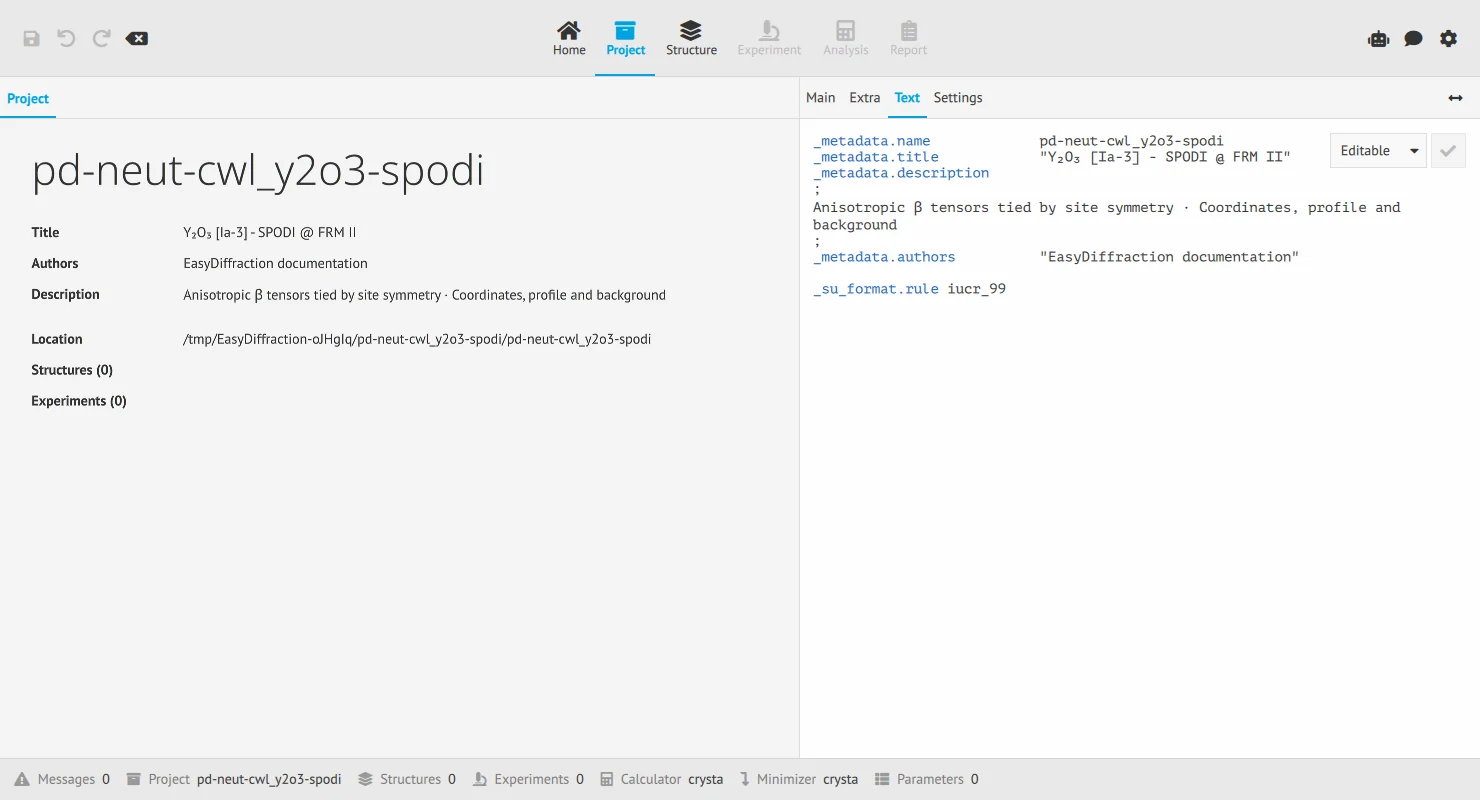 Home Project Structure Experiment Analysis Report
Project
pd-neut-cwl_y2o3-spodi
Title Y₂O₃ [Ia-3] - SPODI @ FRM II
Authors EasyDiffraction documentation
Description Anisotropic β tensors tied by site symmetry · Coordinates, profile and background
Location /tmp/EasyDiffraction-oJHgIq/pd-neut-cwl_y2o3-spodi/pd-neut-cwl_y2o3-spodi
Structures (0)
Experiments (0)
Main Extra Text Settings
_metadata.name pd-neut-cwl_y2o3-spodi
_metadata.title "Y₂O₃ [Ia-3] - SPODI @ FRM II"
_metadata.description
;
Anisotropic β tensors tied by site symmetry · Coordinates, profile and
background
;
_metadata.authors "EasyDiffraction documentation"
_su_format.rule iucr_99
Editable
Messages 0 Project pd-neut-cwl_y2o3-spodi Structures 0 Experiments 0 Calculator crysta Minimizer crysta Parameters 0